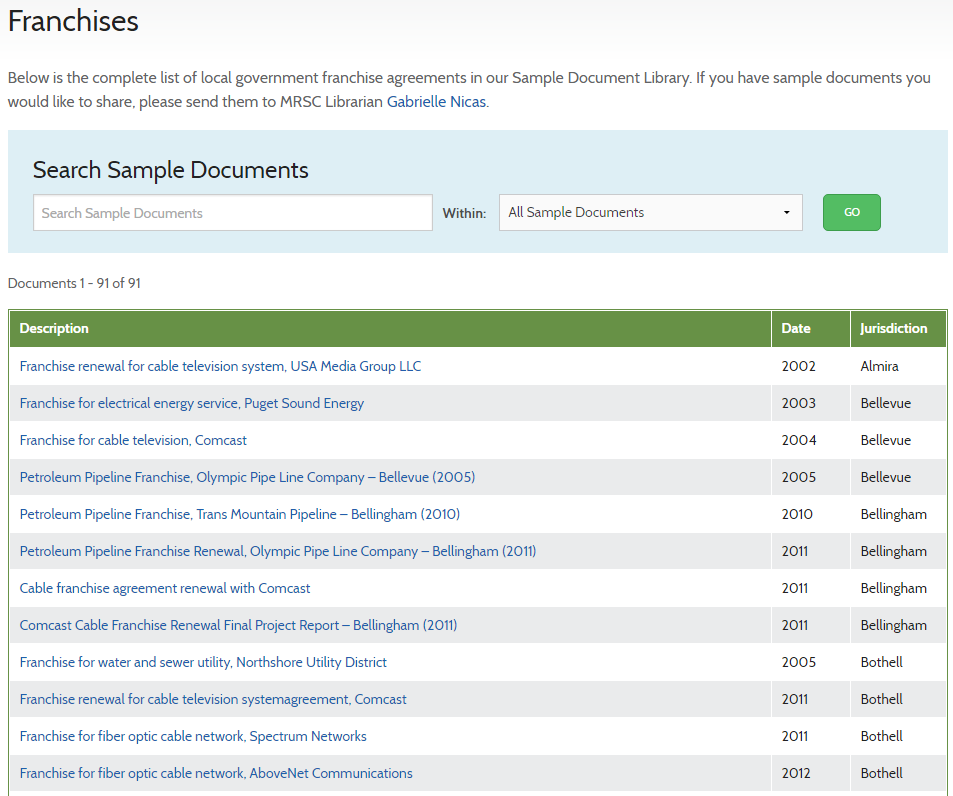 Franchises
Below is the complete list of local government franchise agreements in our Sample Document Library. If you have sample documents you
would like to share, please send them to MRSC Librarian Gabrielle Nicas.
Search Sample Documents
Search Sample Documents Within: All Sample Documents GO
Documents 1 - 91 of 91
Description Date Jurisdiction
Franchise renewal for cable television system, USA Media Group LLC 2002 Almira
Franchise for electrical energy service, Puget Sound Energy 2003 Bellevue
Franchise for cable television, Comcast 2004 Bellevue
Petroleum Pipeline Franchise, Olympic Pipe Line Company – Bellevue (2005) 2005 Bellevue
Petroleum Pipeline Franchise, Trans Mountain Pipeline – Bellingham (2010) 2010 Bellingham
Petroleum Pipeline Franchise Renewal, Olympic Pipe Line Company – Bellingham (2011) 2011 Bellingham
Cable franchise agreement renewal with Comcast 2011 Bellingham
Comcast Cable Franchise Renewal Final Project Report – Bellingham (2011) 2011 Bellingham
Franchise for water and sewer utility, Northshore Utility District 2005 Bothell
Franchise renewal for cable television systemagreement, Comcast 2011 Bothell
Franchise for fiber optic cable network, Spectrum Networks 2011 Bothell
Franchise for fiber optic cable network, AboveNet Communications 2012 Bothell